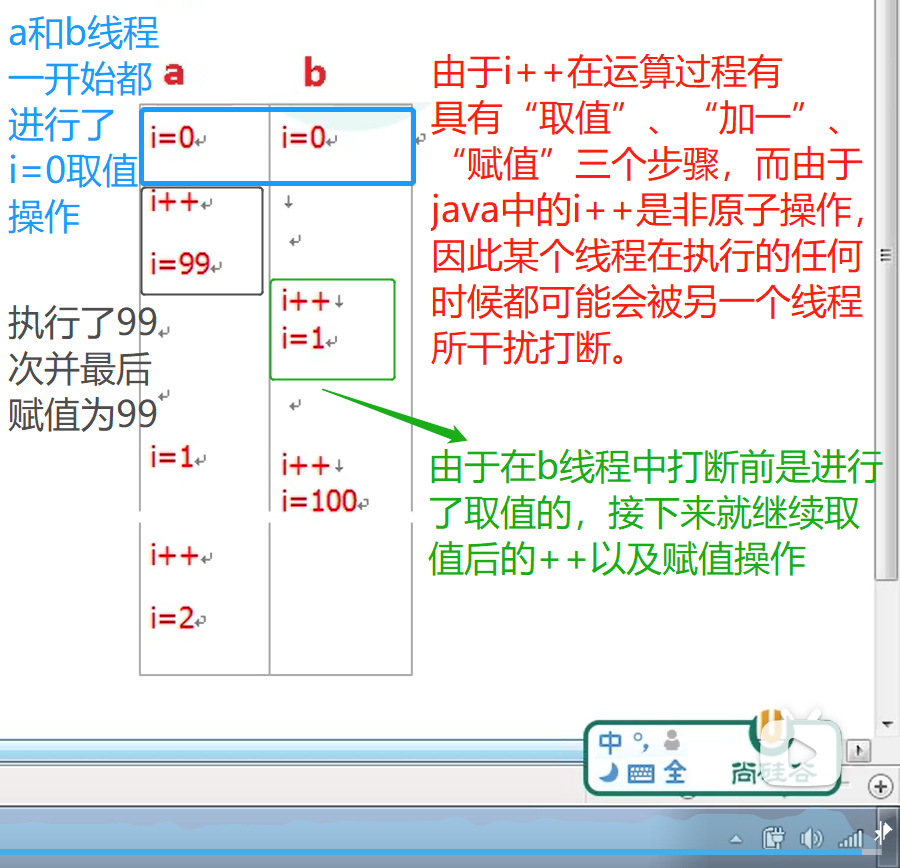 a和b线程
一开始都
进行了
i=0取值
操作
a
b
i=0
i=0
i++
i=99
i++
i=1
执行了99
次并最后
赋值为99
i=1
i++
i=100
i++
i=2
由于i++在运算过程有
具有“取值”、“加一”、
“赋值”三个步骤，而由于
java中的i++是非原子操作，
因此某个线程在执行的任何
时候都可能会被另一个线程
所干扰打断。
由于在b线程中打断前是进行
了取值的，接下来就继续取
值后的++以及赋值操作
中
全
尚硅谷